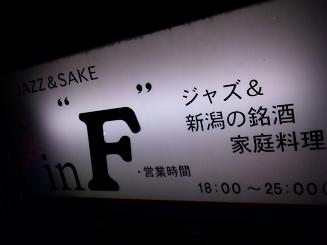 JAZZ & SAKE
in "F"
ジャズ&
新潟の銘酒
家庭料理
・営業時間
18:00 〜25:00(